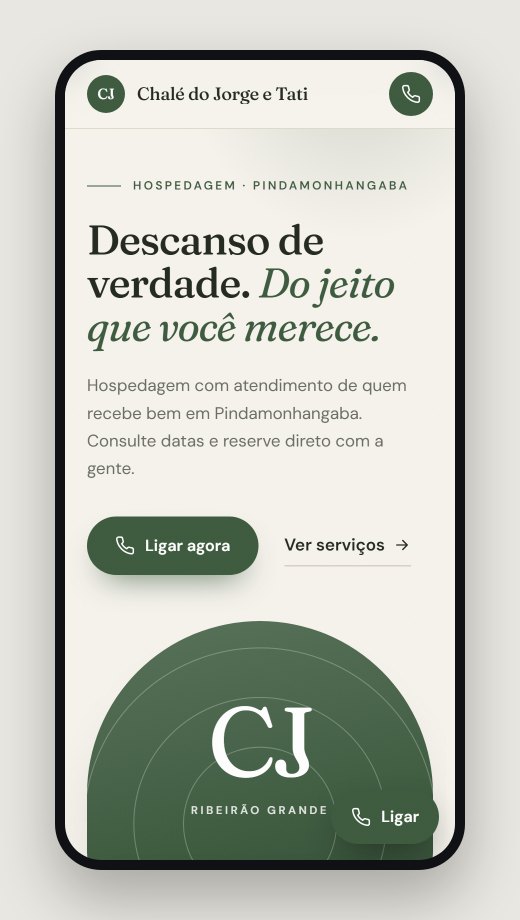 CJ
Chalé do Jorge e Tati
HOSPEDAGEM · PINDAMONHANGABA
Descanso de
verdade. Do jeito
que você merece.
Hospedagem com atendimento de quem
recebe bem em Pindamonhangaba.
Consulte datas e reserve direto com a
gente.
Ligar agora
Ver serviços →
CJ
RIBEIRÃO GRANDE
Ligar